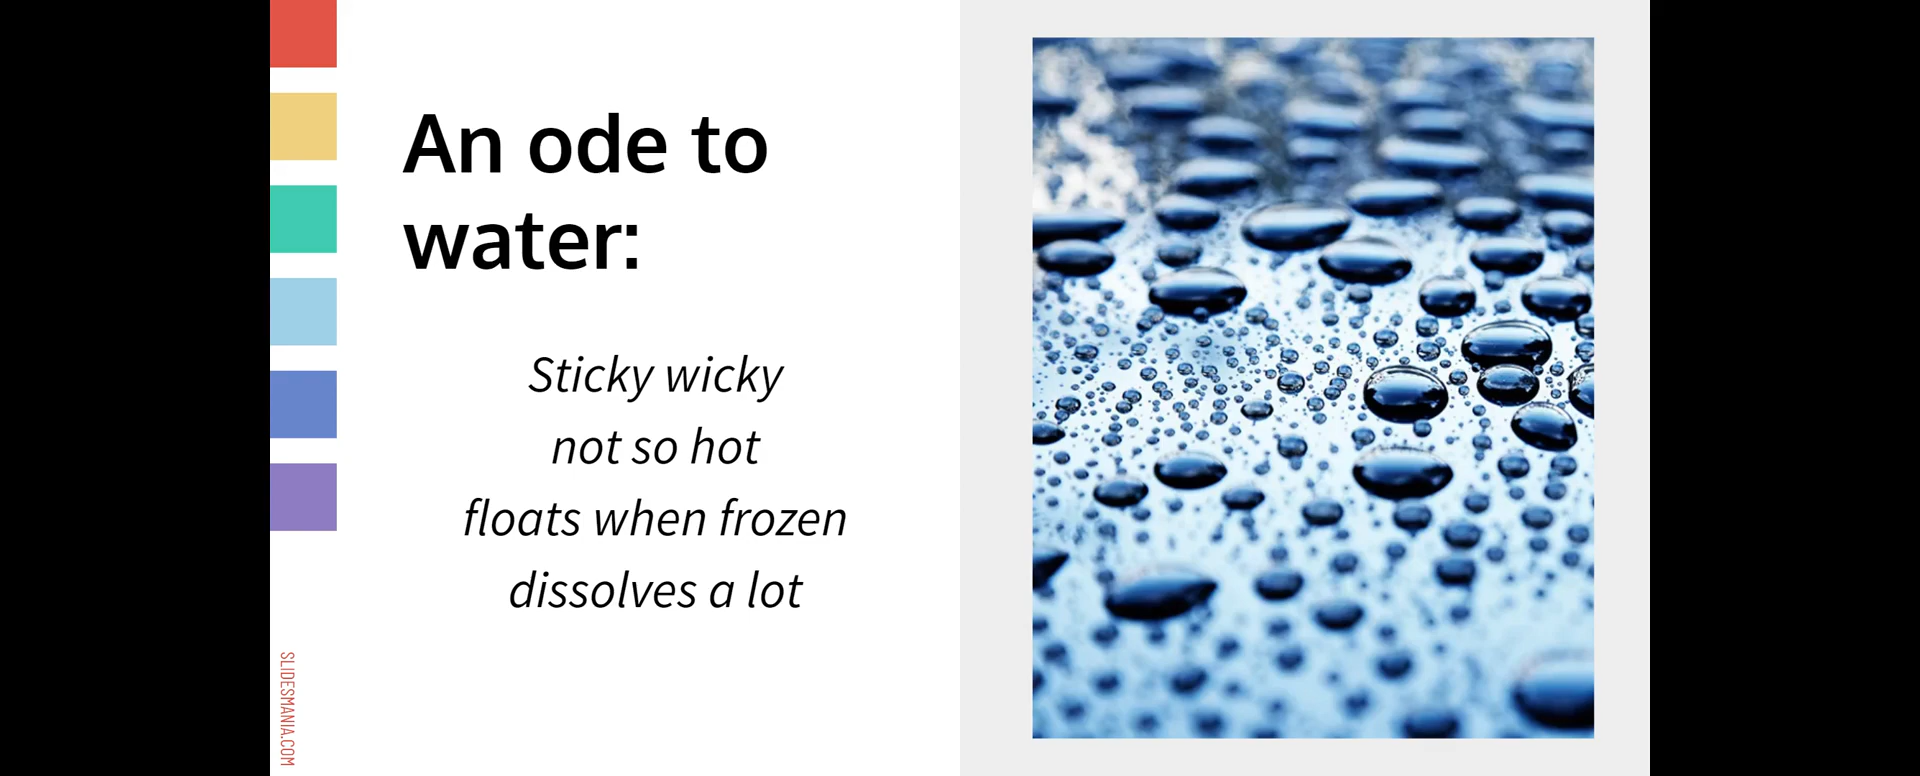 An ode to
water:
Sticky wicky
not so hot
floats when frozen
dissolves a lot
SLIDESMANIA.COM